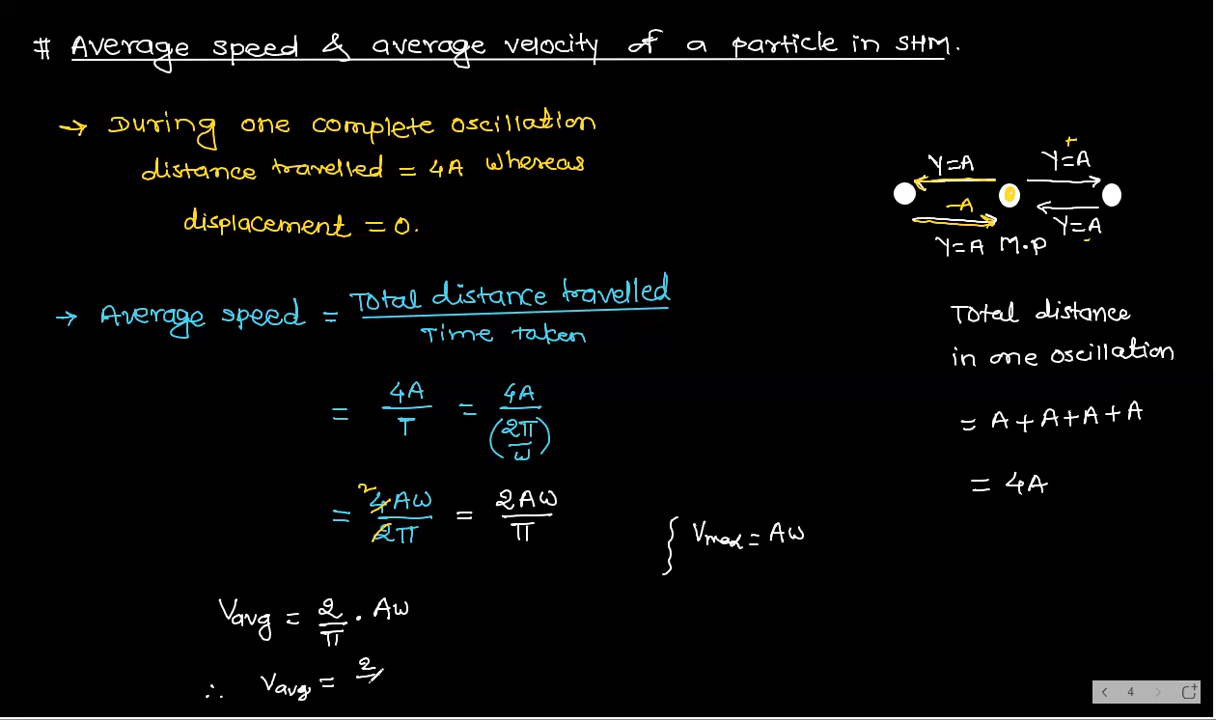 # Average speed & average velocity of a particle in SHM.
→ During one complete oscillation
distance travelled = 4A whereas
displacement = 0.
→ Average speed = Total distance travelled / Time taken
= 4A / T = 4A / (2π/ω)
= 2 4Aω / 2π = 2Aω / π
{ Vmax = Aω
Vavg = 2/π . Aω
∴ Vavg = 2/
Y=A
+
Y=A
-A
Y=A
M.P
Y=A
-
Total distance
in one oscillation
= A + A + A + A
= 4A
< 4 >